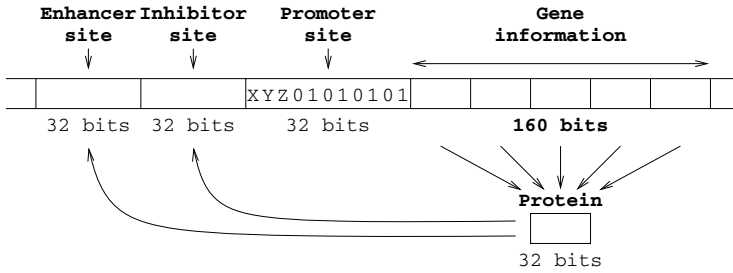 Enhancer site
Inhibitor site
Promoter site
Gene information
XYZ01010101
32 bits
32 bits
32 bits
160 bits
Protein
32 bits